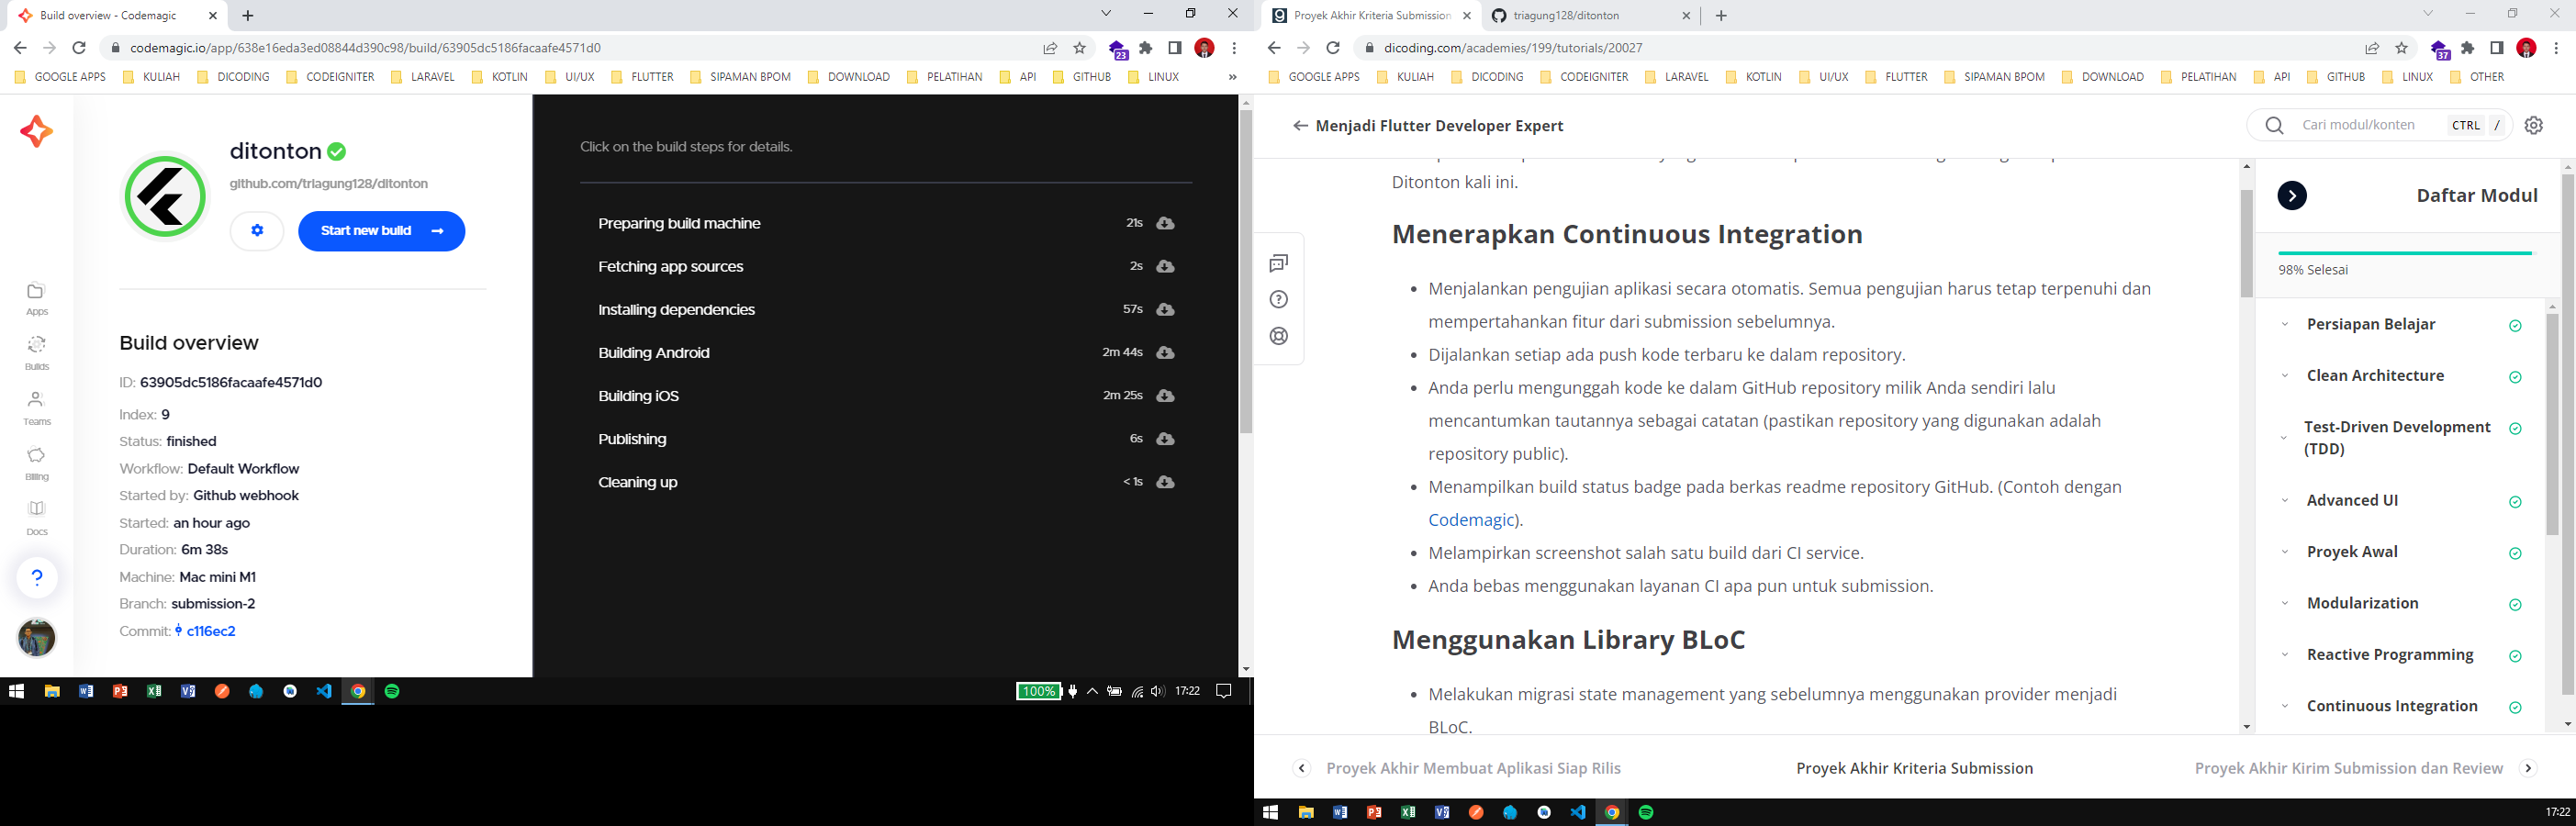 Build overview - Codemagic
codemagic.io/app/638e16eda3ed08844d390c98/build/63905dc5186facaafe4571d0
23
GOOGLE APPS
KULIAH
DICODING
CODEIGNITER
LARAVEL
KOTLIN
UI/UX
FLUTTER
SIPAMAN BPOM
DOWNLOAD
PELATIHAN
API
GITHUB
LINUX
»
ditonton
github.com/triagung128/ditonton
Start new build
Apps
Builds
Teams
Billing
Docs
?
Build overview
ID: 63905dc5186facaafe4571d0
Index: 9
Status: finished
Workflow: Default Workflow
Started by: Github webhook
Started: an hour ago
Duration: 6m 38s
Machine: Mac mini M1
Branch: submission-2
Commit: c116ec2
Click on the build steps for details.
Preparing build machine 21s
Fetching app sources 2s
Installing dependencies 57s
Building Android 2m 44s
Building iOS 2m 25s
Publishing 6s
Cleaning up < 1s
100%
17:22
Proyek Akhir Kriteria Submission
triagung128/ditonton
dicoding.com/academies/199/tutorials/20027
37
GOOGLE APPS
KULIAH
DICODING
CODEIGNITER
LARAVEL
KOTLIN
UI/UX
FLUTTER
SIPAMAN BPOM
DOWNLOAD
PELATIHAN
API
GITHUB
LINUX
OTHER
Menjadi Flutter Developer Expert
Cari modul/konten CTRL /
Ditonton kali ini.
Menerapkan Continuous Integration
• Menjalankan pengujian aplikasi secara otomatis. Semua pengujian harus tetap terpenuhi dan
mempertahankan fitur dari submission sebelumnya.
• Dijalankan setiap ada push kode terbaru ke dalam repository.
• Anda perlu mengunggah kode ke dalam GitHub repository milik Anda sendiri lalu
mencantumkan tautannya sebagai catatan (pastikan repository yang digunakan adalah
repository public).
• Menampilkan build status badge pada berkas readme repository GitHub. (Contoh dengan
Codemagic).
• Melampirkan screenshot salah satu build dari CI service.
• Anda bebas menggunakan layanan CI apa pun untuk submission.
Menggunakan Library BLoC
• Melakukan migrasi state management yang sebelumnya menggunakan provider menjadi
BLoC.
Daftar Modul
98% Selesai
Persiapan Belajar
Clean Architecture
Test-Driven Development
(TDD)
Advanced UI
Proyek Awal
Modularization
Reactive Programming
Continuous Integration
Proyek Akhir Membuat Aplikasi Siap Rilis
Proyek Akhir Kriteria Submission
Proyek Akhir Kirim Submission dan Review
17:22